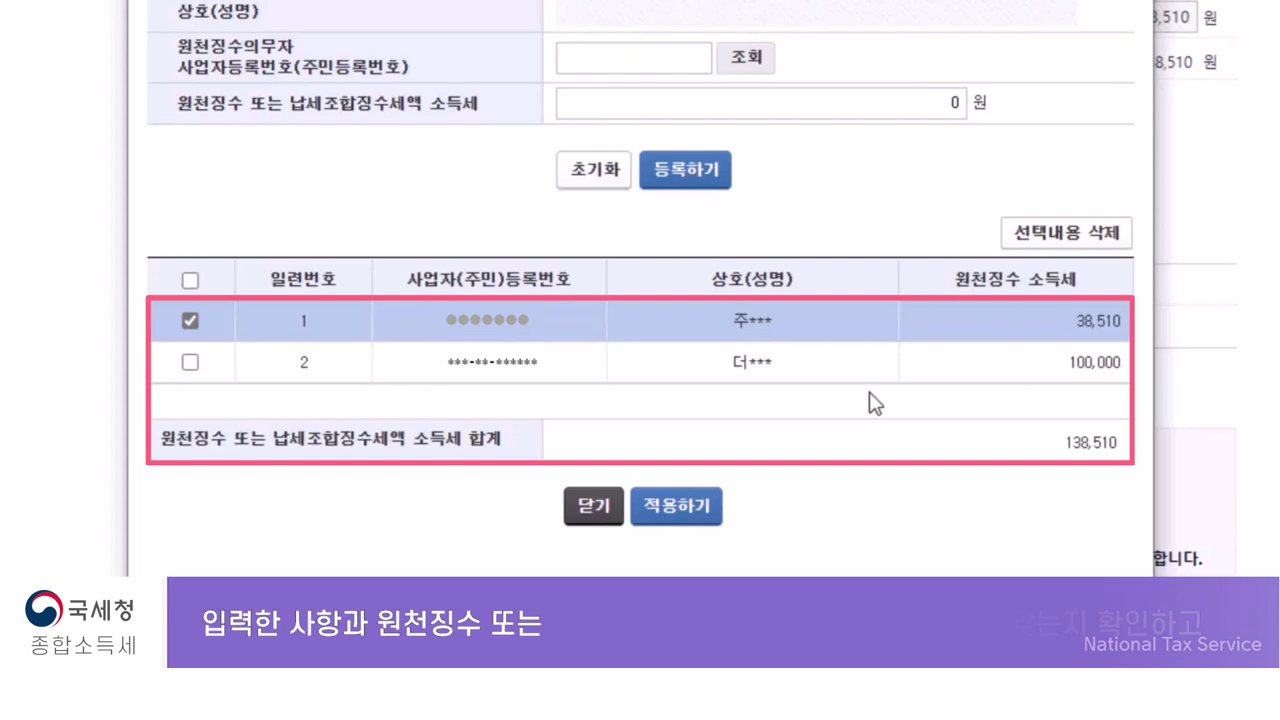 상호(성명)
3,510 원
원천징수의무자
사업자등록번호(주민등록번호)
조회
8,510 원
원천징수 또는 납세조합징수세액 소득세
0 원
초기화
등록하기
선택내용 삭제
일련번호 사업자(주민)등록번호 상호(성명) 원천징수 소득세
1 ●●●●●●● 주*** 38,510
2 ***-**-****** 더*** 100,000
원천징수 또는 납세조합징수세액 소득세 합계 138,510
닫기
적용하기
합니다.
국세청
종합소득세
입력한 사항과 원천징수 또는
확인하고
National Tax Service